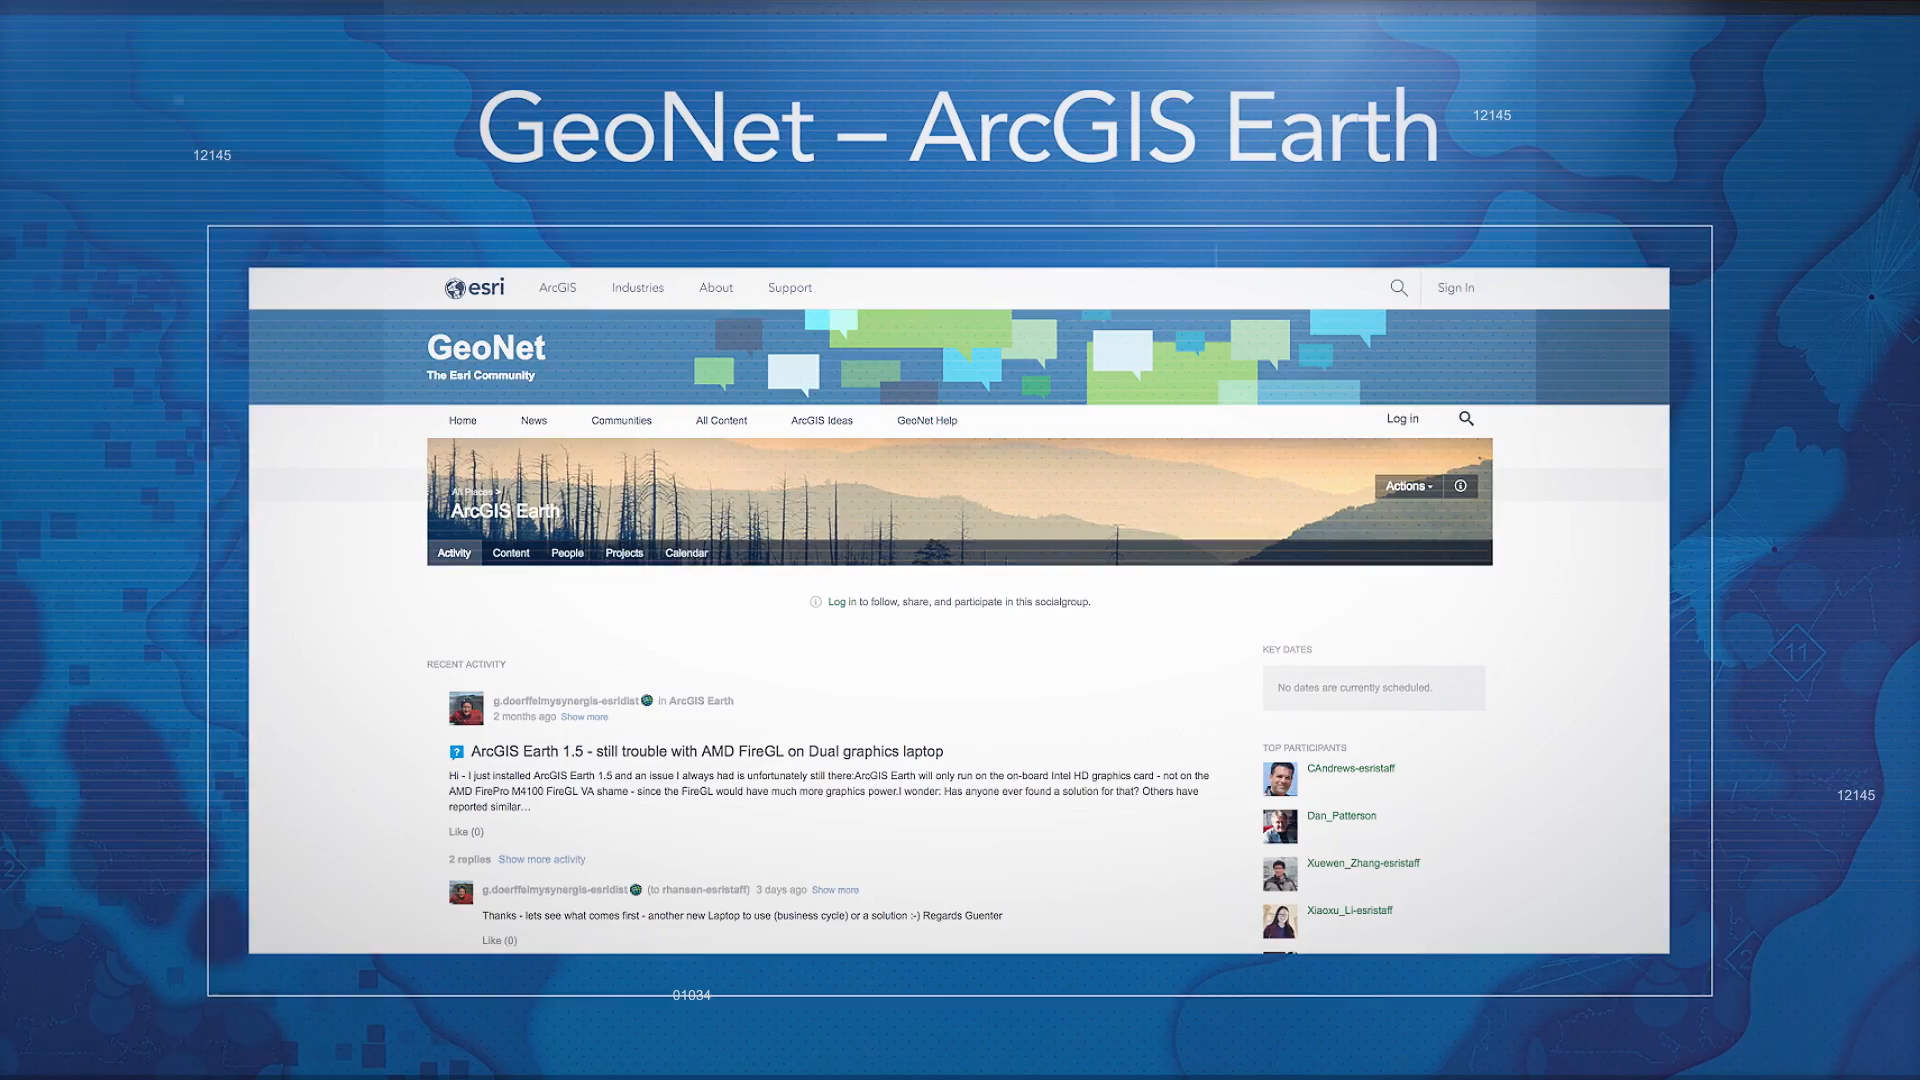 GeoNet – ArcGIS Earth
12145
12145
esri
ArcGIS
Industries
About
Support
Sign In
GeoNet
The Esri Community
Home
News
Communities
All Content
ArcGIS Ideas
GeoNet Help
Log in
All Places >
ArcGIS Earth
Actions
Activity
Content
People
Projects
Calendar
Log in to follow, share, and participate in this socialgroup.
RECENT ACTIVITY
g.doerffelmysynergis-esridist in ArcGIS Earth
2 months ago Show more
? ArcGIS Earth 1.5 - still trouble with AMD FireGL on Dual graphics laptop
Hi - I just installed ArcGIS Earth 1.5 and an issue I always had is unfortunately still there:ArcGIS Earth will only run on the on-board Intel HD graphics card - not on the
AMD FirePro M4100 FireGL VA shame - since the FireGL would have much more graphics power.I wonder: Has anyone ever found a solution for that? Others have
reported similar…
Like (0)
2 replies Show more activity
g.doerffelmysynergis-esridist (to rhansen-esristaff) 3 days ago Show more
Thanks - lets see what comes first - another new Laptop to use (business cycle) or a solution :-) Regards Guenter
Like (0)
KEY DATES
No dates are currently scheduled.
TOP PARTICIPANTS
CAndrews-esristaff
Dan_Patterson
Xuewen_Zhang-esristaff
Xiaoxu_Li-esristaff
11
12145
2
2
01034